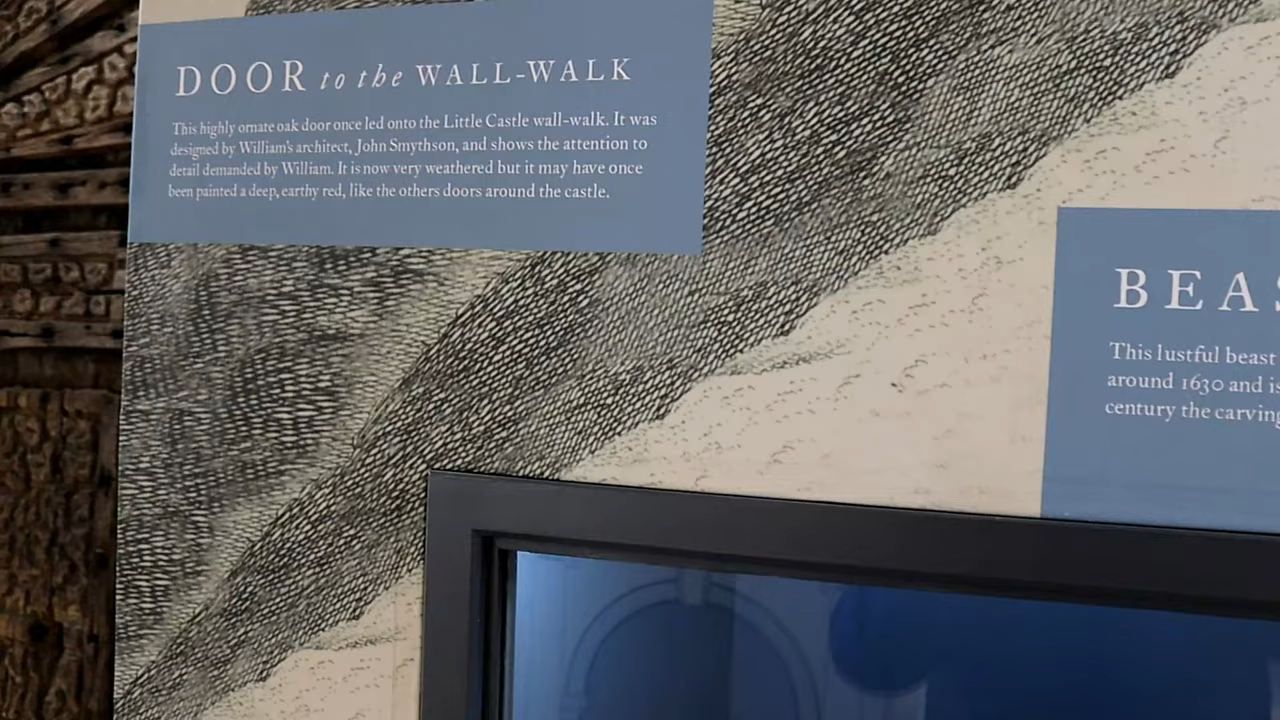 DOOR to the WALL-WALK
This highly ornate oak door once led onto the Little Castle wall-walk. It was
designed by William's architect, John Smythson, and shows the attention to
detail demanded by William. It is now very weathered but it may have once
been painted a deep, earthy red, like the others doors around the castle.
BEAS
This lustful beast
around 1630 and is
century the carving